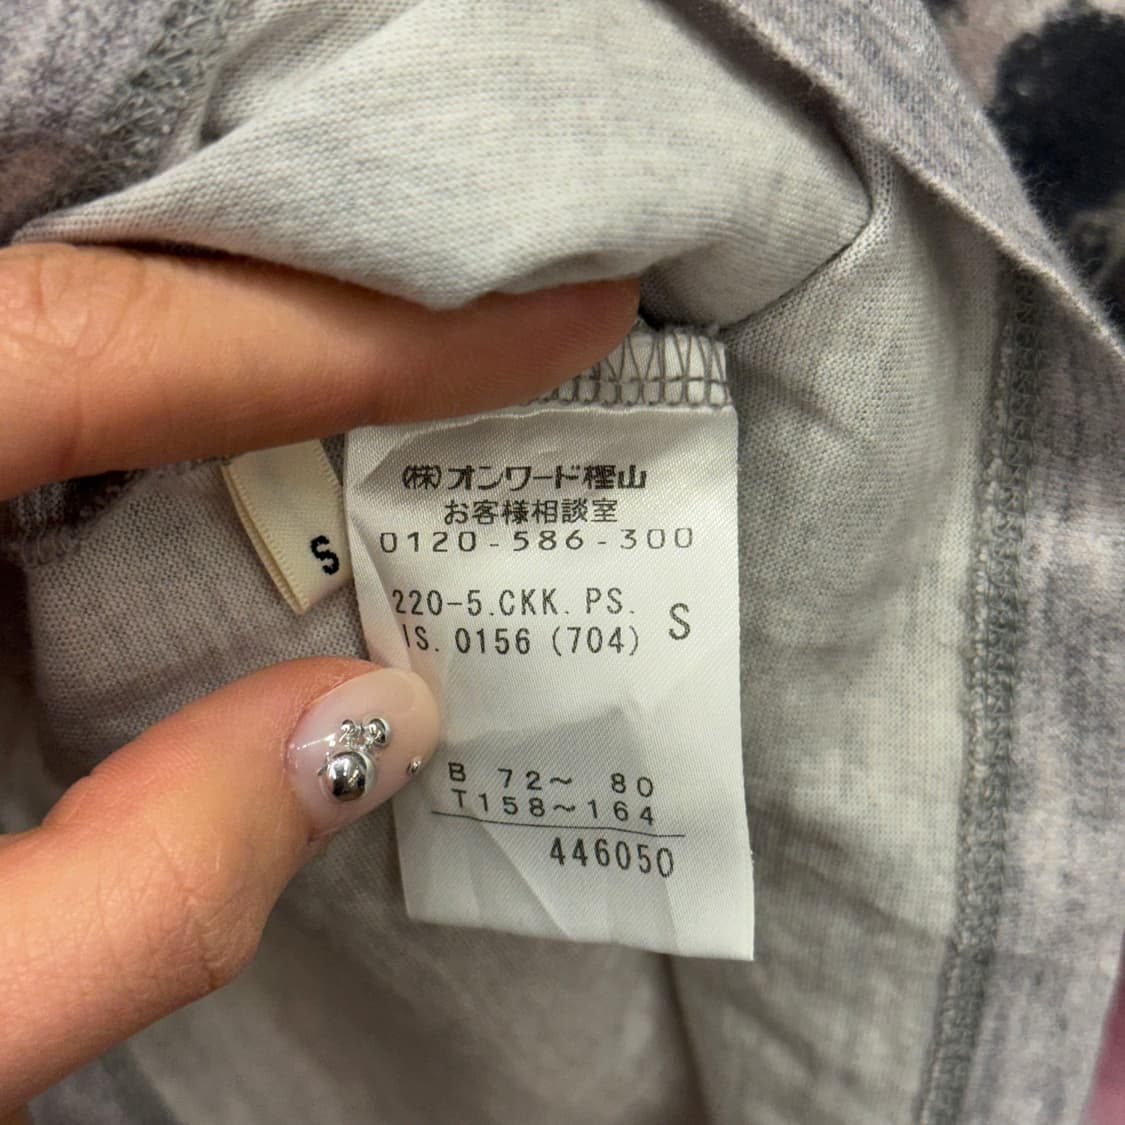 (株)オンワード樫山
お客様相談室
0120-586-300
220-5.CKK. PS.
IS. 0156 (704)
S
B 72～ 80
T158～164
446050
S